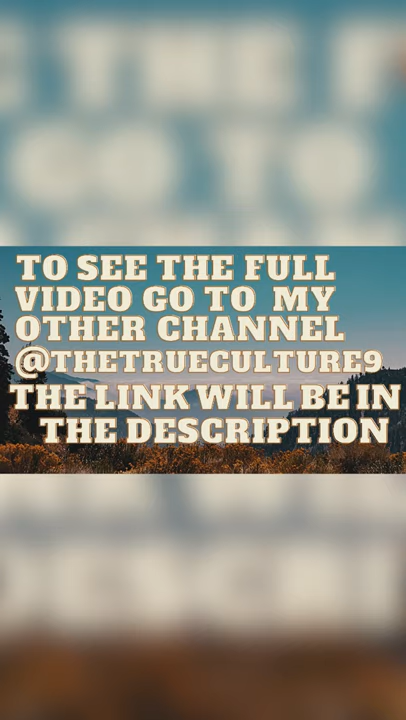 TO SEE THE FULL
VIDEO GO TO MY
OTHER CHANNEL
@THETRUECULTURE9
THE LINK WILL BE IN
THE DESCRIPTION